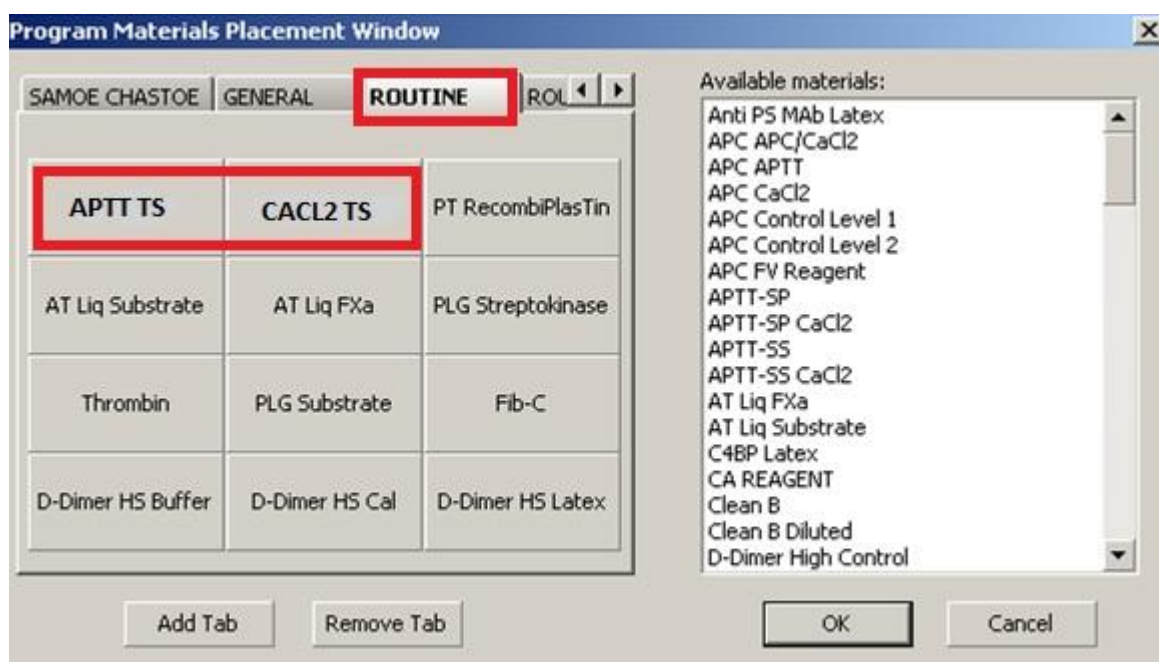 Program Materials Placement Window
SAMOE CHASTOE GENERAL ROUTINE ROU
APTT TS CACL2 TS PT RecombiPlasTin
AT Liq Substrate AT Liq FXa PLG Streptokinase
Thrombin PLG Substrate Fib-C
D-Dimer HS Buffer D-Dimer HS Cal D-Dimer HS Latex
Add Tab Remove Tab
Available materials:
Anti PS MAb Latex
APC APC/CaCl2
APC APTT
APC CaCl2
APC Control Level 1
APC Control Level 2
APC FV Reagent
APTT-SP
APTT-SP CaCl2
APTT-SS
APTT-SS CaCl2
AT Liq FXa
AT Liq Substrate
C4BP Latex
CA REAGENT
Clean B
Clean B Diluted
D-Dimer High Control
OK Cancel